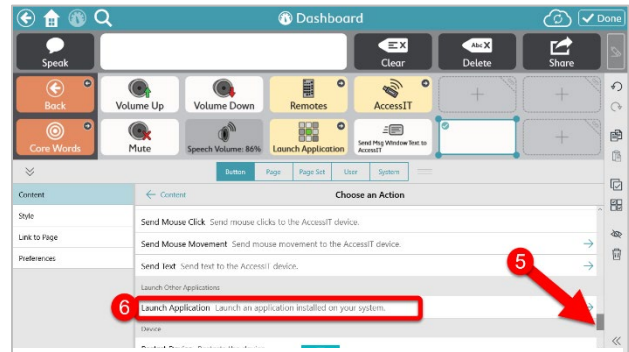 Dashboard
Done
Speak
Clear
Abc X
Delete
Share
Back
Volume Up
Volume Down
Remotes
AccessIT
Core Words
Mute
Speech Volume: 86%
Launch Application
Send Msg Window Text to
AccessIT
Button Page Page Set User System
Content
Content
Choose an Action
Style
Send Mouse Click Send mouse clicks to the AccessIT device.
Link to Page
Send Mouse Movement Send mouse movement to the AccessIT device.
Preferences
Send Text Send text to the AccessIT device.
5
Launch Other Applications
6
Launch Application Launch an application installed on your system.
Device